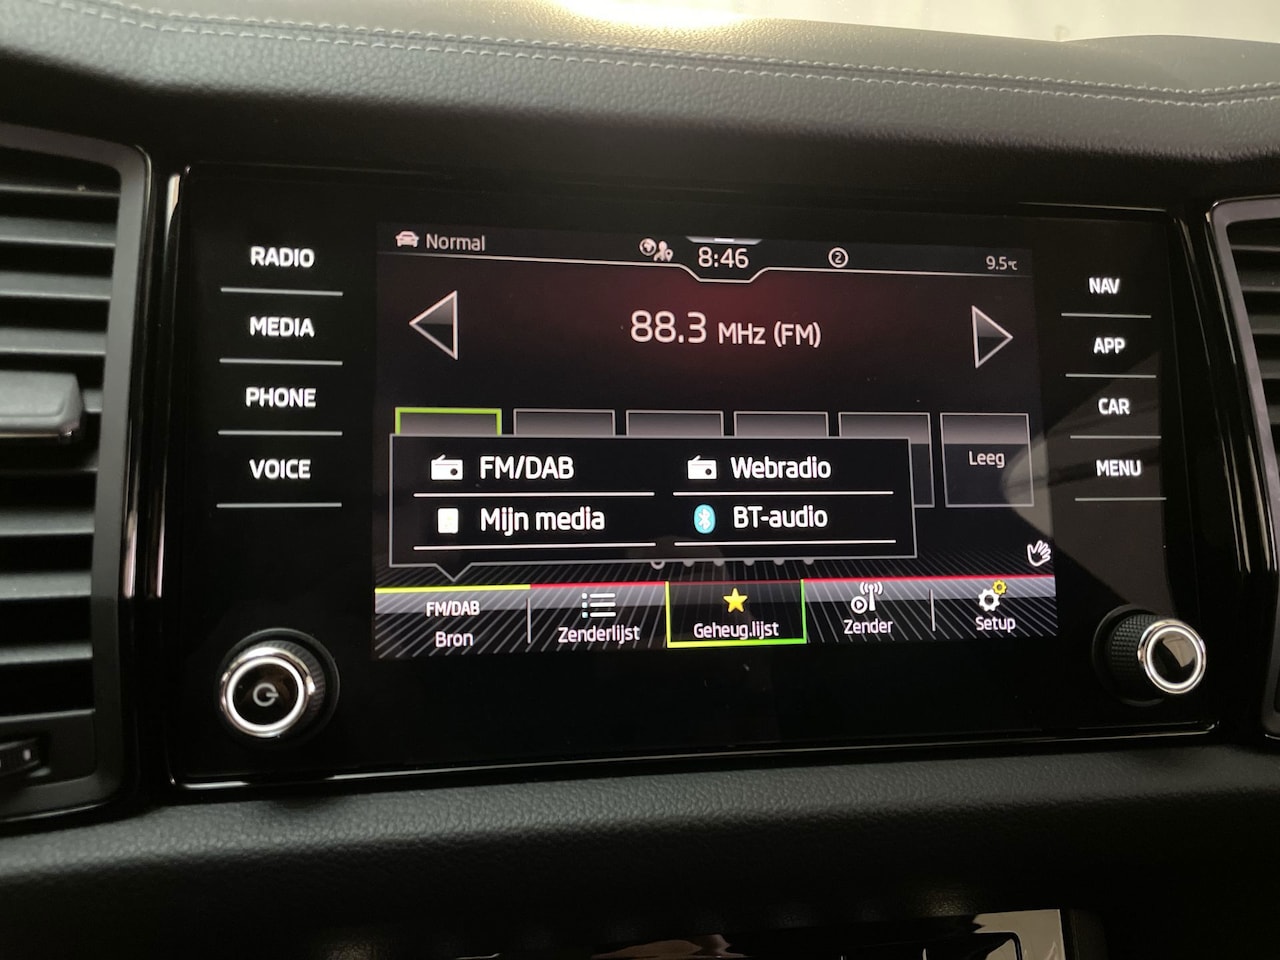 RADIO
MEDIA
PHONE
VOICE
Normal
8:46
2
9.5°C
88.3 MHz (FM)
Leeg
FM/DAB
Webradio
Mijn media
BT-audio
FM/DAB
Bron
Zenderlijst
Geheug.lijst
Zender
Setup
NAV
APP
CAR
MENU